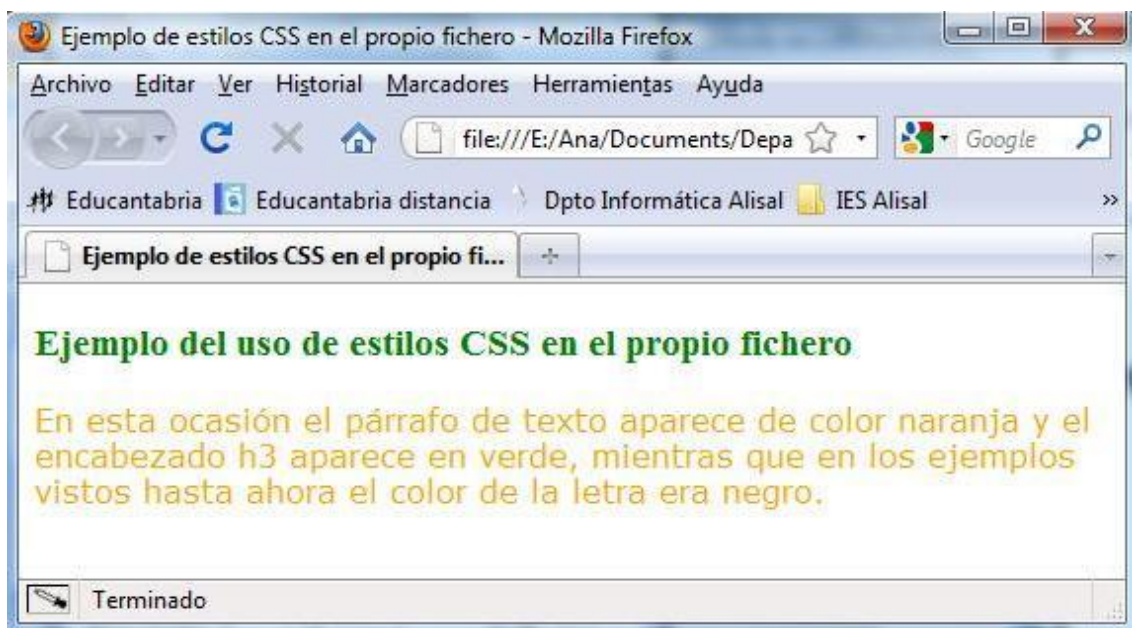 Ejemplo de estilos CSS en el propio fichero - Mozilla Firefox
Archivo Editar Ver Historial Marcadores Herramientas Ayuda
file:///E:/Ana/Documents/Depa Google
Educantabria Educantabria distancia Dpto Informática Alisal IES Alisal »
Ejemplo de estilos CSS en el propio fi...
Ejemplo del uso de estilos CSS en el propio fichero
En esta ocasión el párrafo de texto aparece de color naranja y el
encabezado h3 aparece en verde, mientras que en los ejemplos
vistos hasta ahora el color de la letra era negro.
Terminado